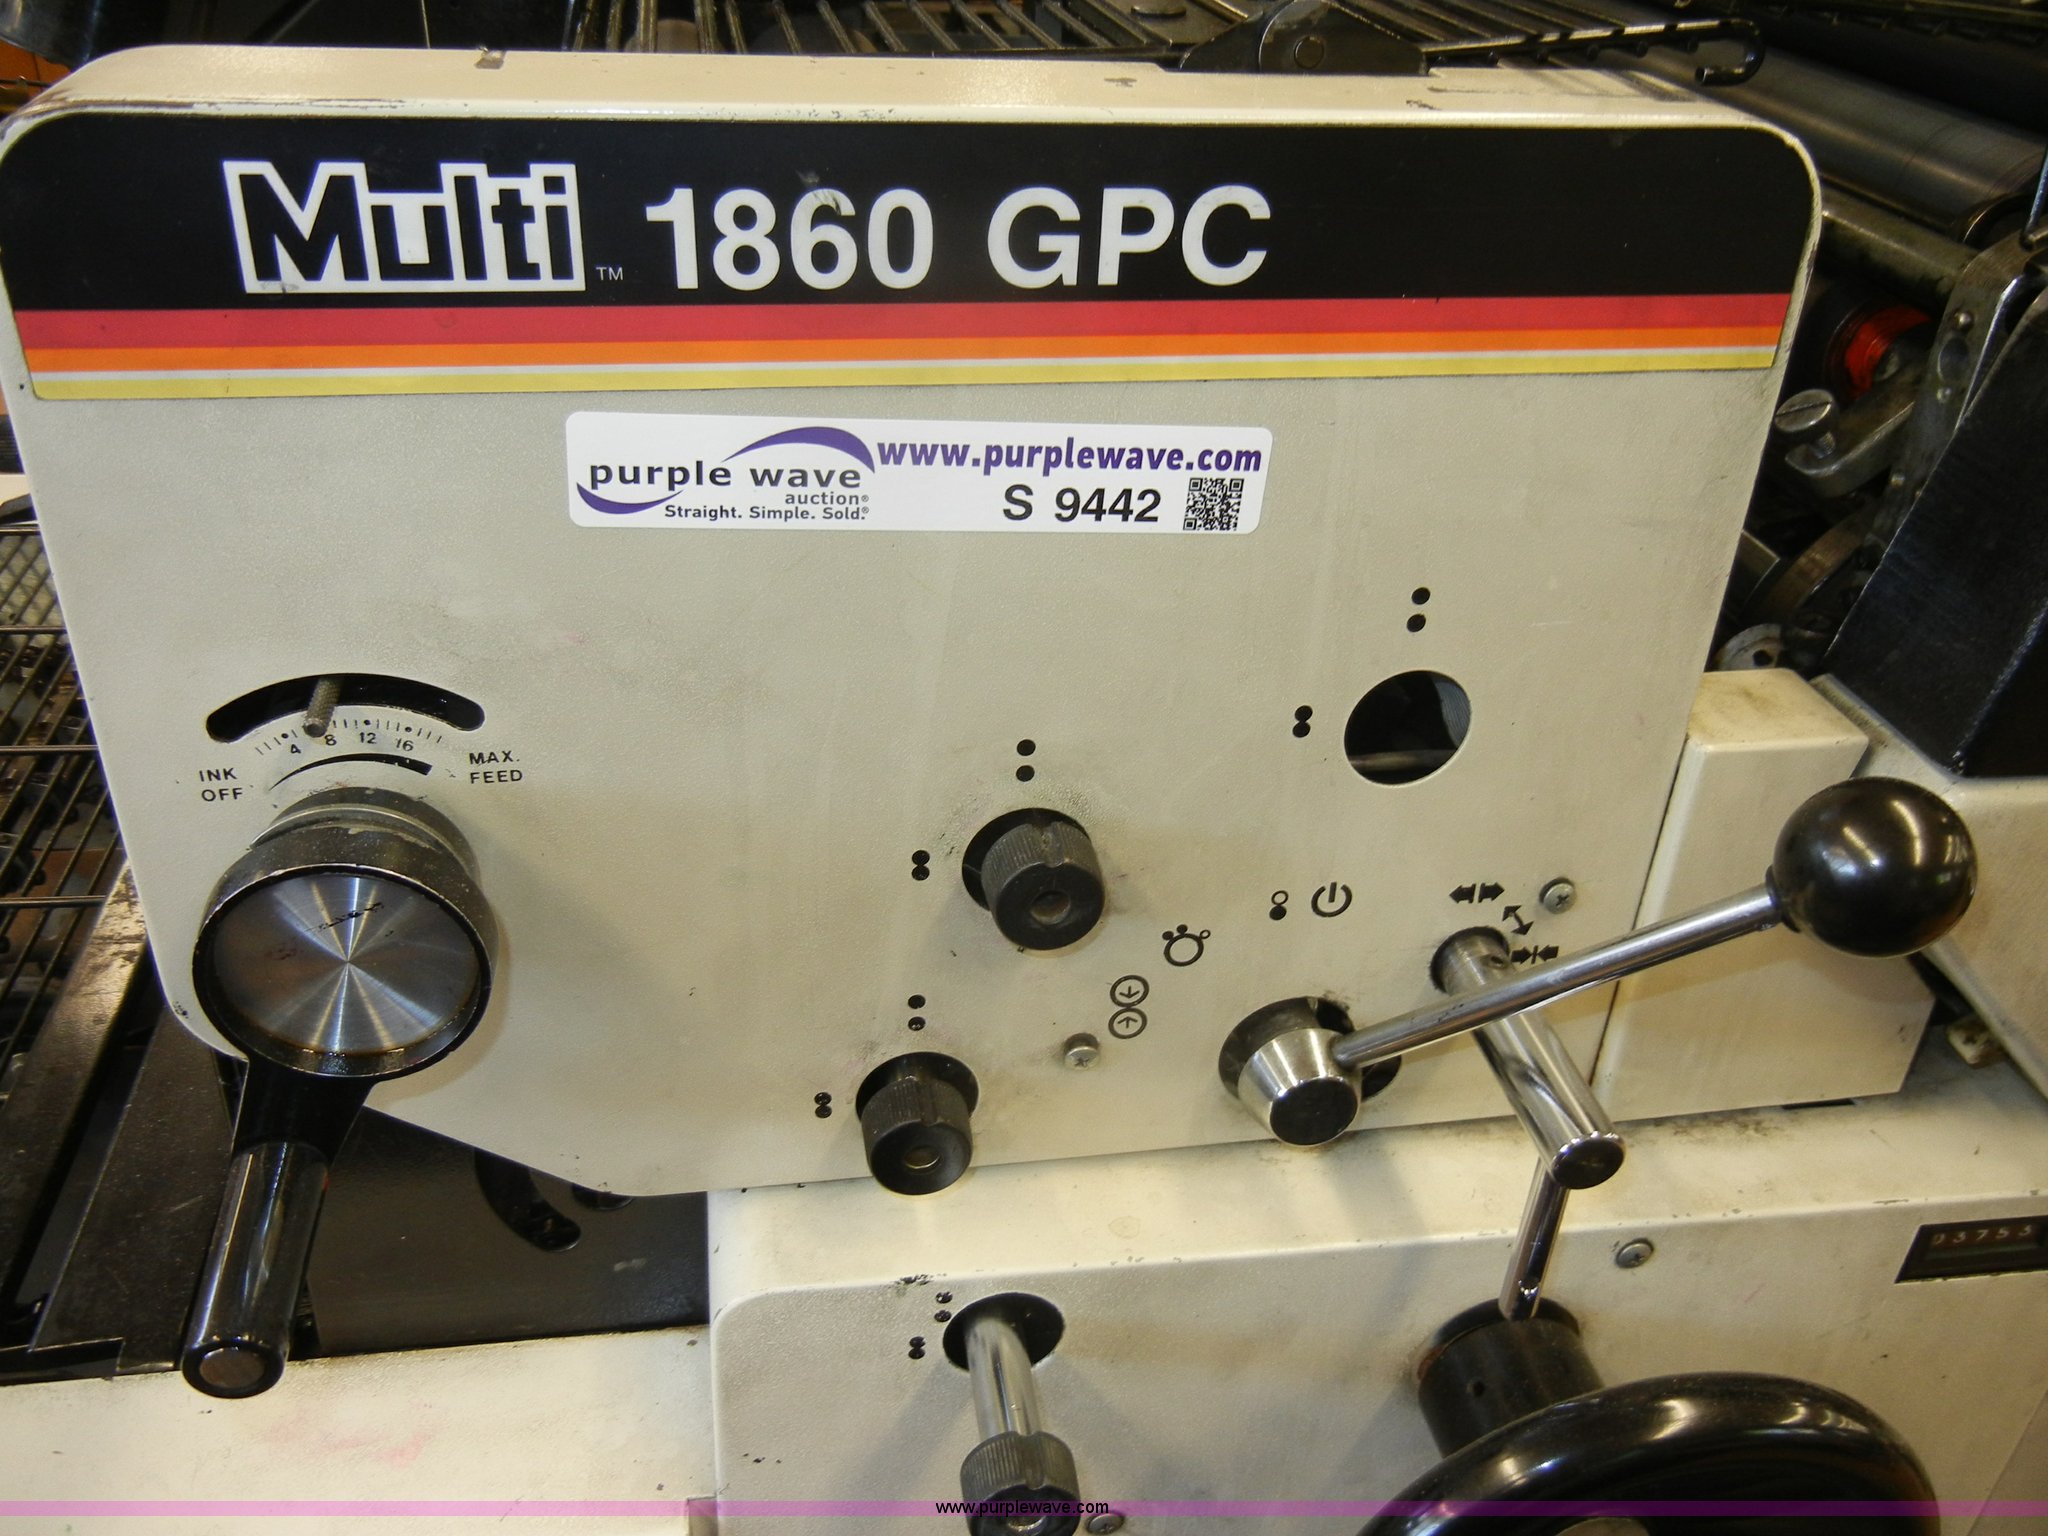 Multi™ 1860 GPC
purple wave
auction®
Straight. Simple. Sold.®
www.purplewave.com
S 9442
4 8 12 16
INK
OFF
MAX.
FEED
www.purplewave.com